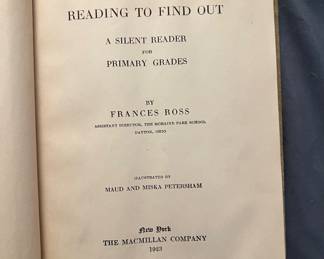 READING TO FIND OUT
A SILENT READER
FOR
PRIMARY GRADES
BY
FRANCES ROSS
ASSISTANT DIRECTOR, THE MORAINE PARK SCHOOL
DAYTON, OHIO
ILLUSTRATED BY
MAUD AND MISKA PETERSHAM
New York
THE MACMILLAN COMPANY
1923